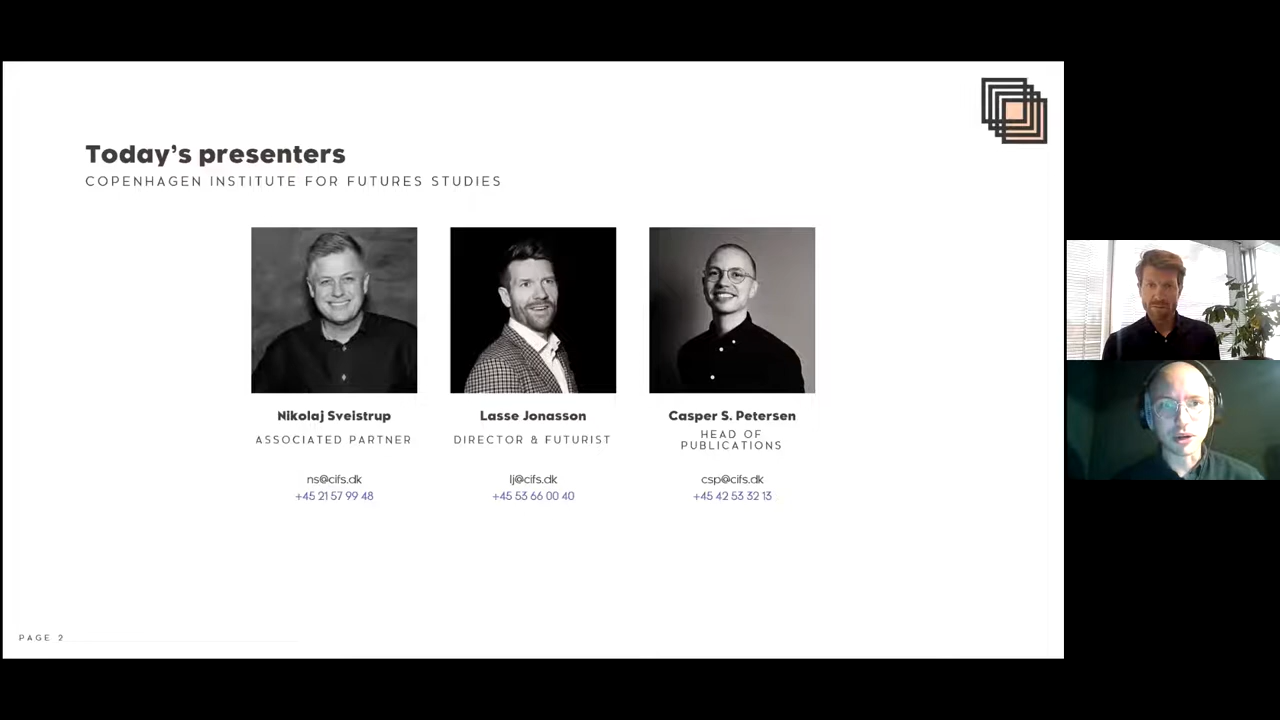 Today's presenters
COPENHAGEN INSTITUTE FOR FUTURES STUDIES
Nikolaj Sveistrup
ASSOCIATED PARTNER
ns@cifs.dk
+45 21 57 99 48
Lasse Jonasson
DIRECTOR & FUTURIST
lj@cifs.dk
+45 53 66 00 40
Casper S. Petersen
HEAD OF
PUBLICATIONS
csp@cifs.dk
+45 42 53 32 13
PAGE 2